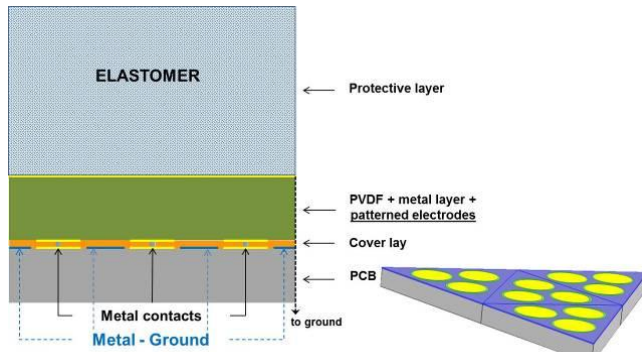 ELASTOMER
Protective layer
PVDF + metal layer +
patterned electrodes
Cover lay
PCB
Metal contacts
to ground
Metal - Ground